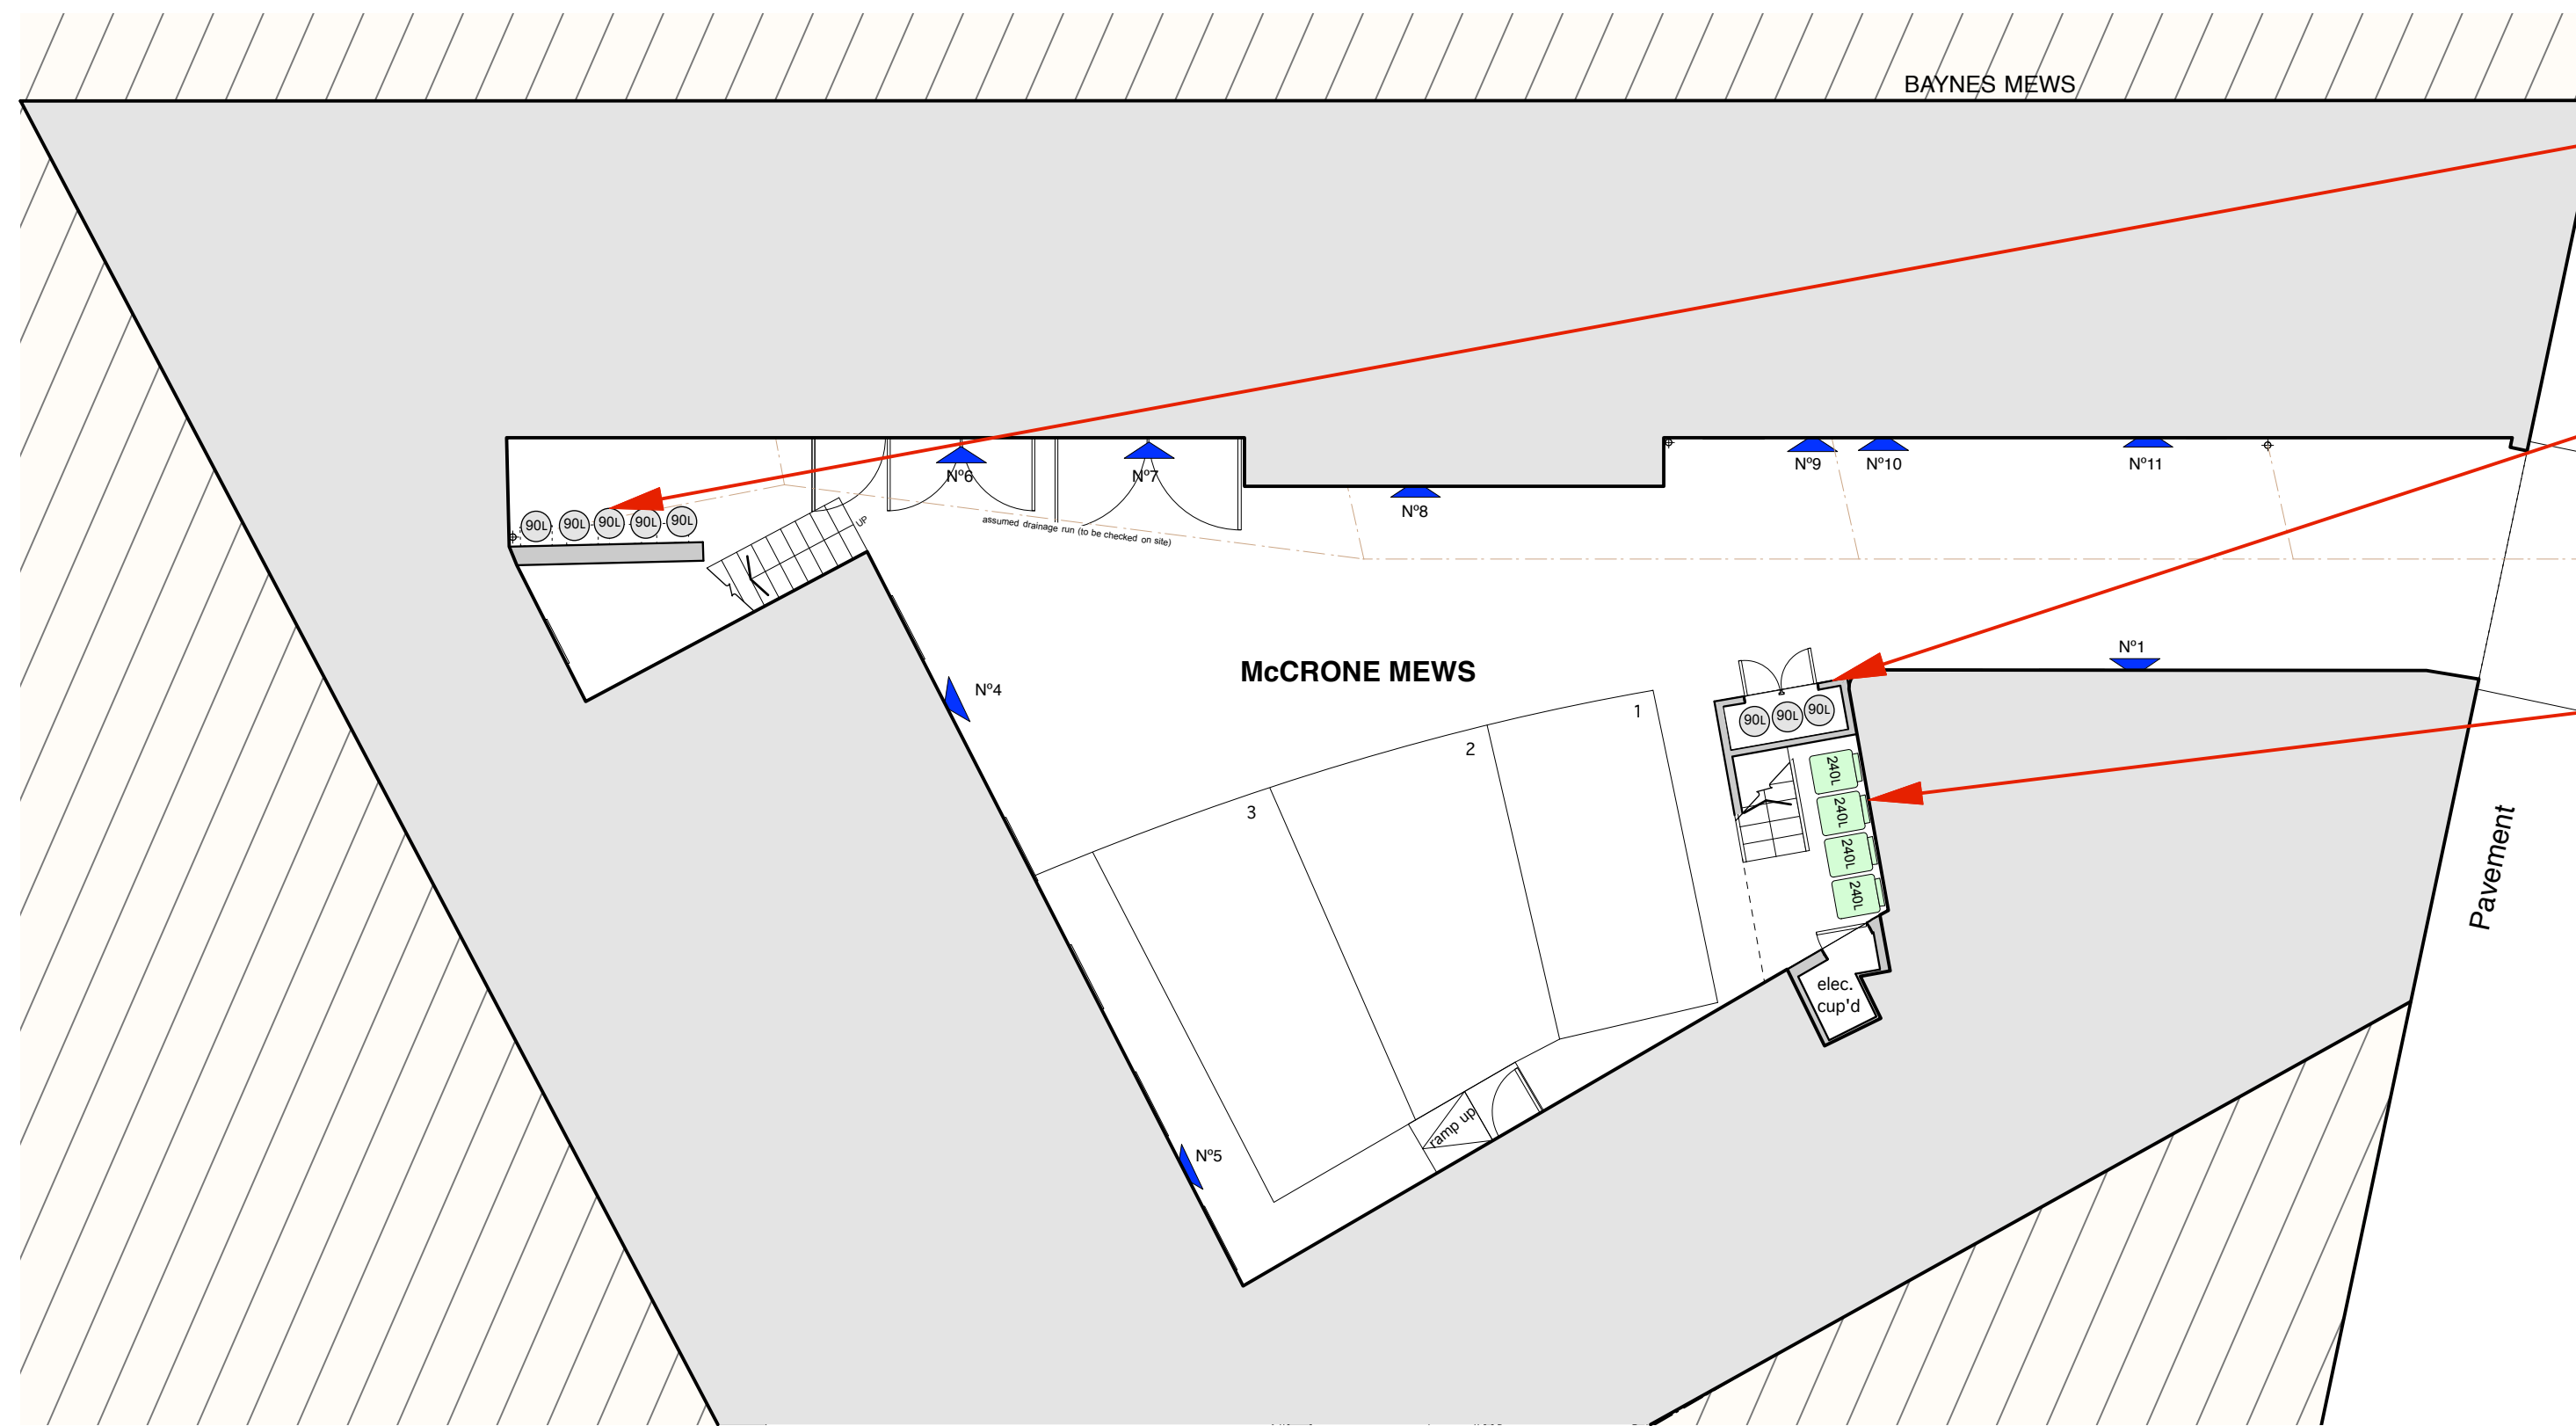 BAYNES MEWS
Nº6
Nº7
Nº8
Nº9
Nº10
Nº11
90L
90L
90L
90L
90L
UP
assumed drainage run (to be checked on site)
Nº1
McCRONE MEWS
Nº4
1
2
3
90L
90L
90L
240L
240L
240L
240L
Pavement
elec.
cup'd
ramp up
Nº5